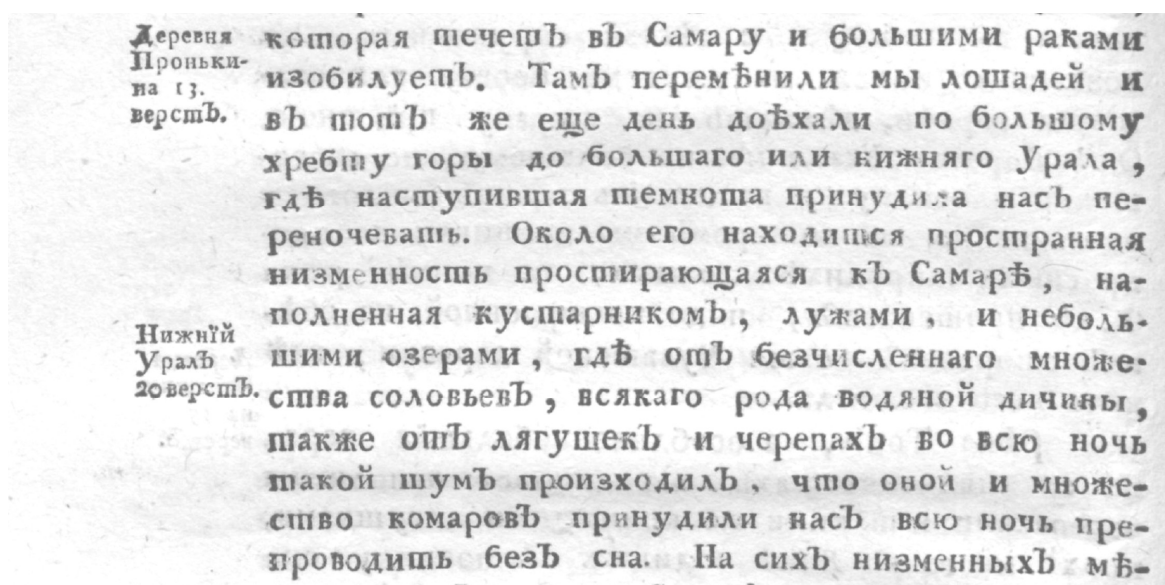 Деревня
Проньки-
на 13.
верстЪ.
которая течетЪ вЪ Самару и большими раками
изобилуетЪ. ТамЪ перемѣнили мы лошадей и
вЪ тотЪ же еще день доѣхали по большому
хребту горы до большаго или кижняго Урала,
гдѣ наступившая темнота принудила насЪ пе-
реночевать. Около его находится пространная
низменность простирающаяся кЪ Самарѣ, на-
полненная кустарникомЪ, лужами, и неболь-
Нижнїй
УралЪ
20 верстЪ.
шими озерами, гдѣ отЪ безчисленнаго множе-
ства соловьевЪ, всякаго рода водяной дичины,
также отЪ лягушекЪ и черепахЪ во всю ночь
такой шумЪ произходилЪ, что оной и множе-
ство комаровЪ принудили насЪ всю ночь пре-
проводить безЪ сна. На сихЪ низменныхЪ мѣ-